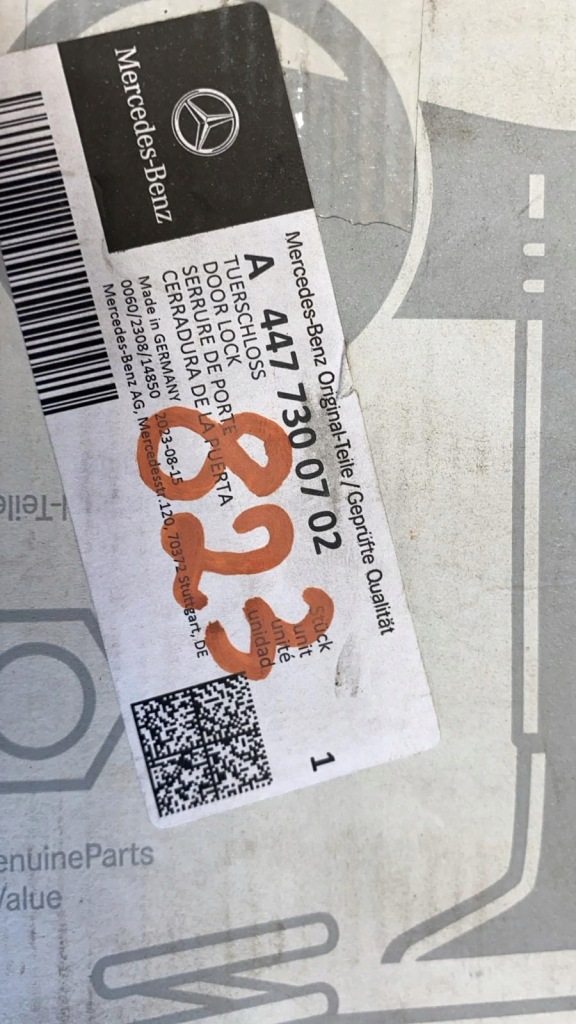 Mercedes-Benz
Mercedes-Benz Original-Teile / Geprüfte Qualität
A 447 730 07 02
TUERSCHLOSS
DOOR LOCK
SERRURE DE PORTE
CERRADURA DE LA PUERTA
Stück
unit
unité
unidad
1
Made in GERMANY 2023-08-15
0060/2308/14850
Mercedes-Benz AG, Mercedesstr.120, 70372 Stuttgart, DE
823
l-Teile
enuineParts
Value